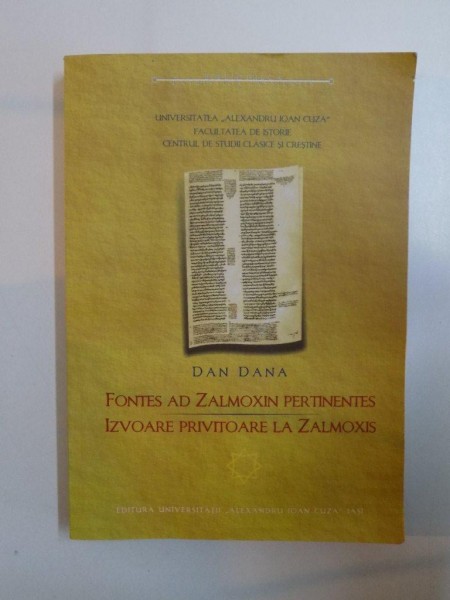 UNIVERSITATEA „ALEXANDRU IOAN CUZA"
FACULTATEA DE ISTORIE
CENTRUL DE STUDII CLASICE ȘI CREȘTINE
DAN DANA
FONTES AD ZALMOXIN PERTINENTES
IZVOARE PRIVITOARE LA ZALMOXIS
EDITURA UNIVERSITĂȚII „ALEXANDRU IOAN CUZA" IAȘI